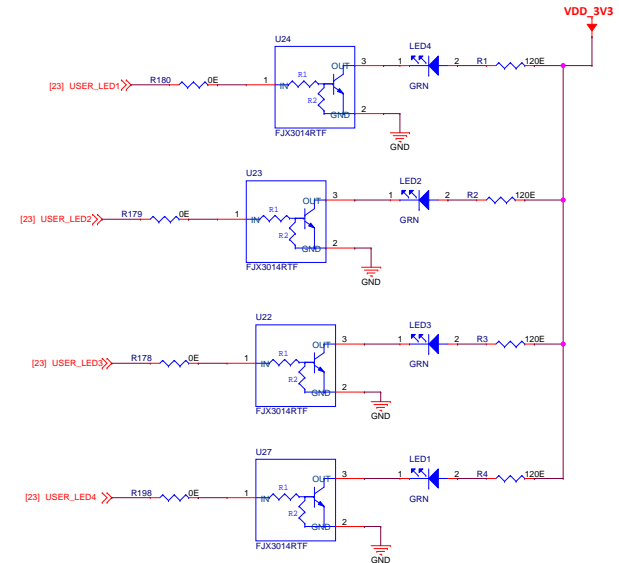 VDD_3V3
U24
OUT 3 1 LED4 2 R1 120E
[23] USER_LED1 R180 0E 1 IN R1
R2
GRN
GND 2
FJX3014RTF
GND
U23
OUT 3 1 LED2 2 R2 120E
[23] USER_LED2 R179 0E 1 IN R1
R2
GRN
GND 2
FJX3014RTF
GND
U22
OUT 3 1 LED3 2 R3 120E
[23] USER_LED3 R178 0E 1 IN R1
R2
GRN
GND 2
FJX3014RTF
GND
U27
OUT 3 1 LED1 2 R4 120E
[23] USER_LED4 R198 0E 1 IN R1
R2
GRN
GND 2
FJX3014RTF
GND